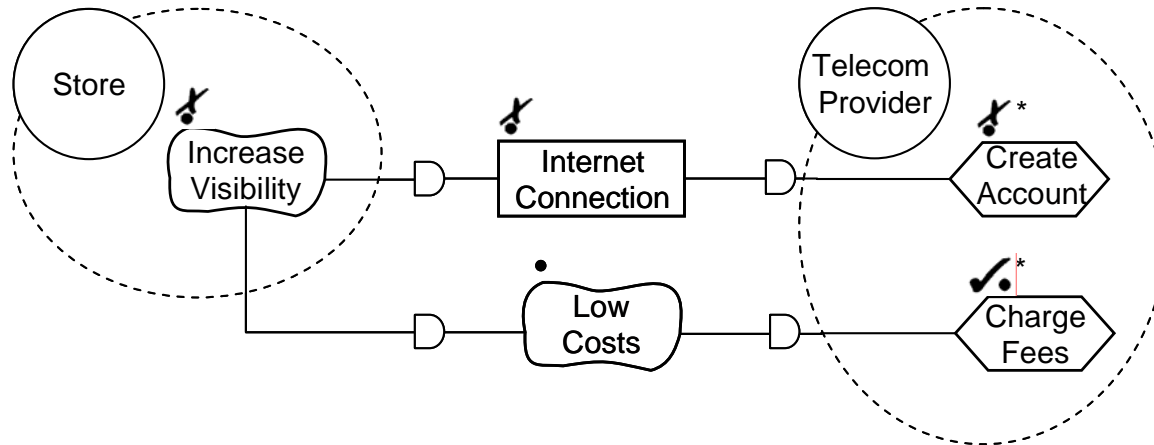 Store
Telecom
Provider
Increase
Visibility
Internet
Connection
*
Create
Account
Low
Costs
*
Charge
Fees